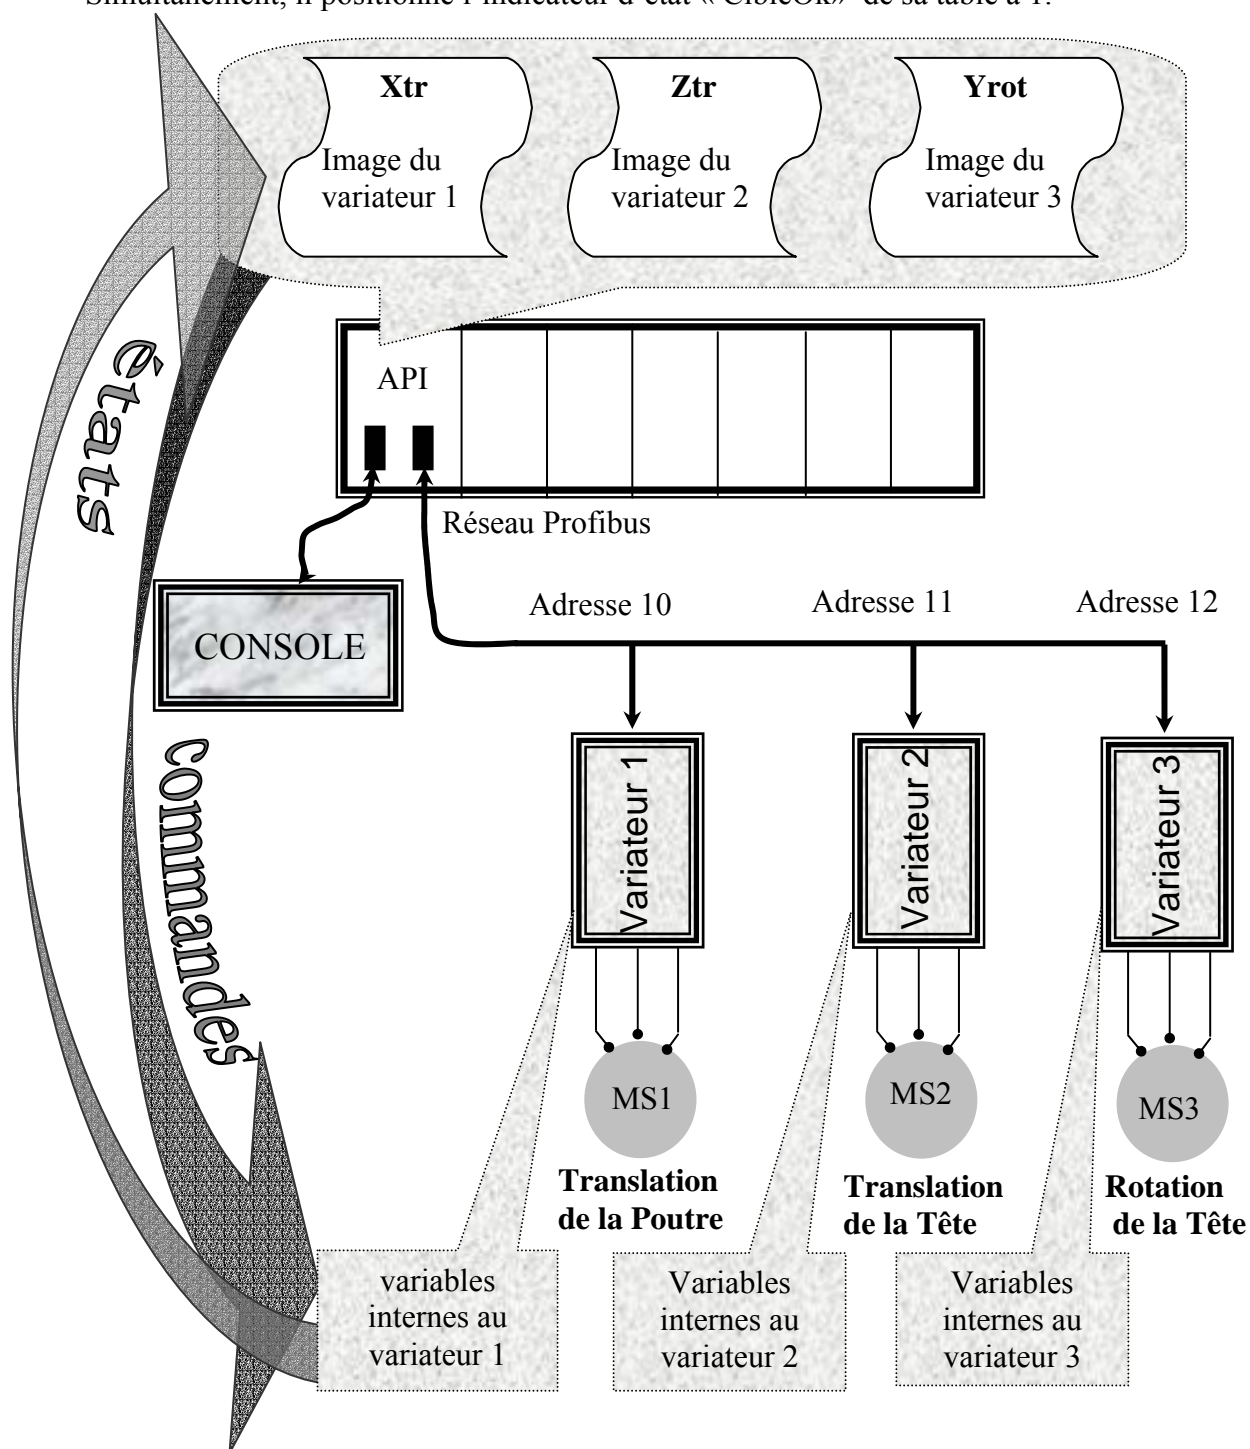 Simultanément, il positionne l'indicateur d'état « CibleOk» de sa table à 1.
Xtr
Image du
variateur 1
Ztr
Image du
variateur 2
Yrot
Image du
variateur 3
API
états
Réseau Profibus
Adresse 10
Adresse 11
Adresse 12
CONSOLE
commandes
Variateur 1
Variateur 2
Variateur 3
MS1
MS2
MS3
Translation
de la Poutre
Translation
de la Tête
Rotation
de la Tête
variables
internes au
variateur 1
Variables
internes au
variateur 2
Variables
internes au
variateur 3